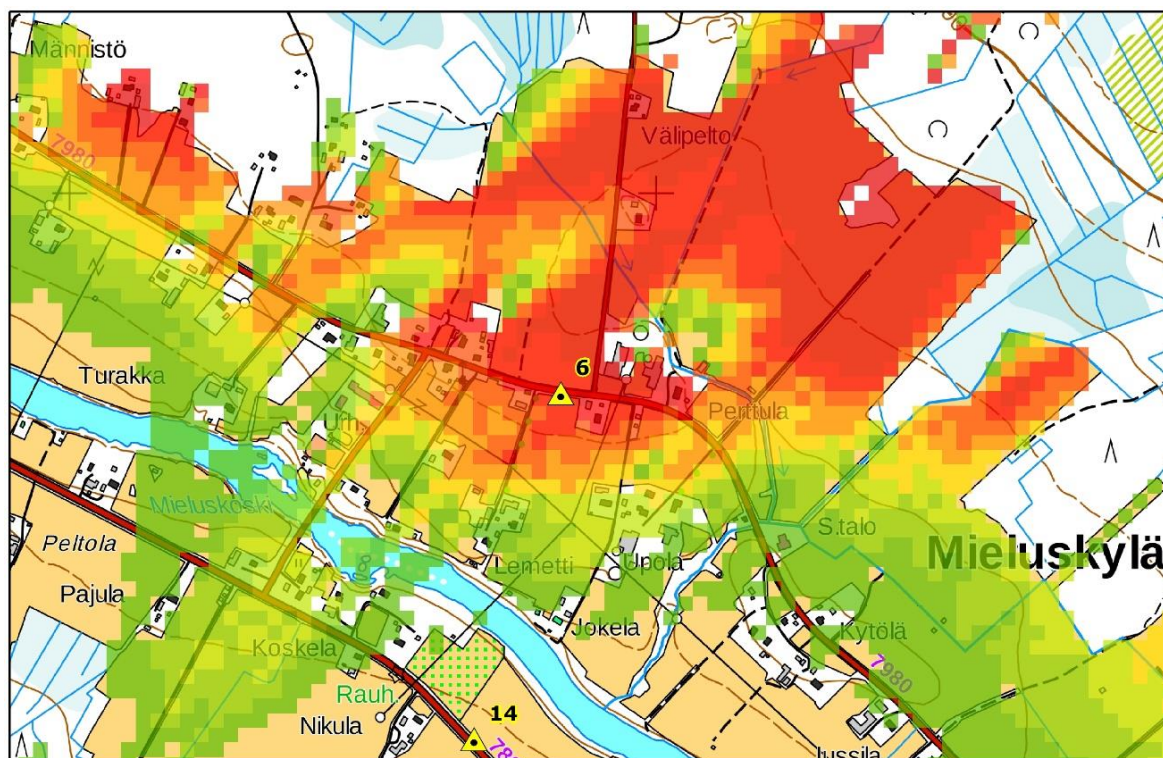 Männistö
7980
Välipelto
Turakka
6
Perttula
Urh.
Mieluskoski
S.talo
Peltola
Mieluskylä
Lemetti
Upola
Pajula
Jokela
Kytölä
Koskela
7980
Rauh.
Nikula
14
Jussila